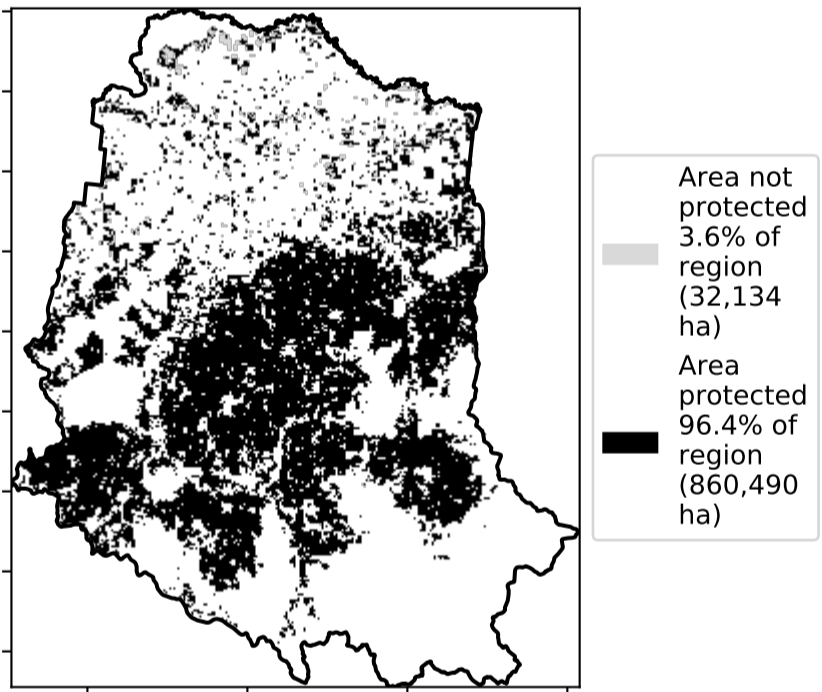 Area not
protected
3.6% of
region
(32,134
ha)
Area
protected
96.4% of
region
(860,490
ha)